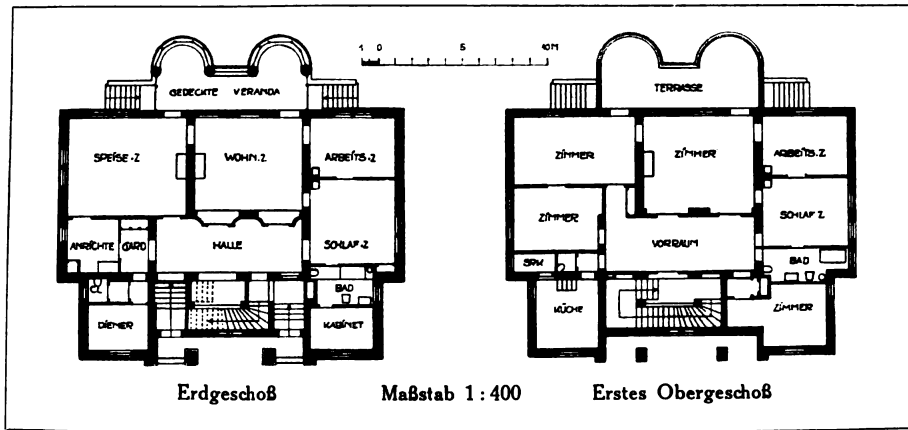 1 0 5 10 M
GEDECKTE VERANDA
SPEISE-Z
WOHN.Z
ARBEITS-Z
ANRICHTE
GARD
HALLE
SCHLAF-Z
BAD
DIENER
KABINET
TERRASSE
ZIMMER
ZIMMER
ARBEITS.Z
ZIMMER
SCHLAF Z
VORRAUM
SRK
BAD
KÜCHE
ZIMMER
Erdgeschoß
Maßstab 1:400
Erstes Obergeschoß